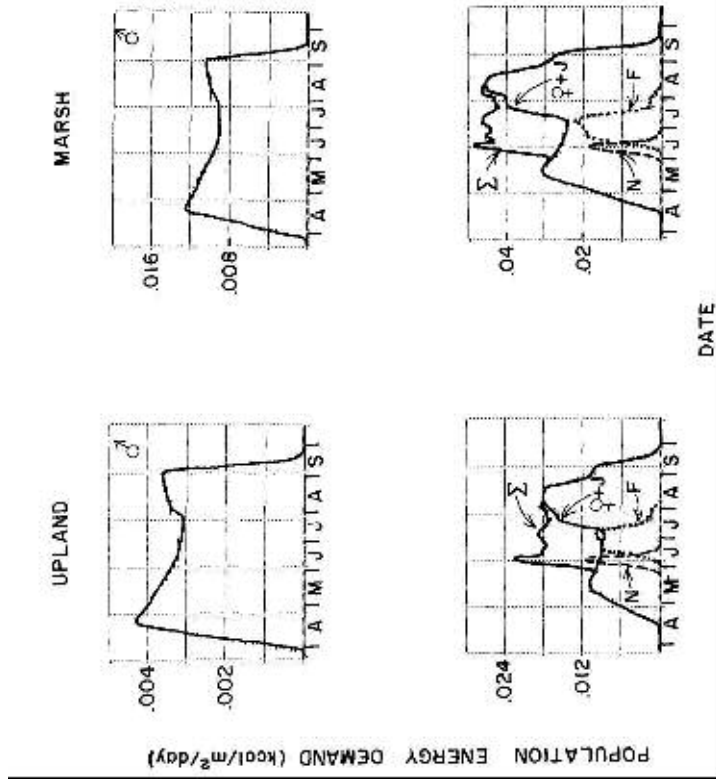 UPLAND
MARSH
POPULATION ENERGY DEMAND (kcal/m²/day)
♂
.004
.002
A M J J A S
♂
.016
.008
A M J J A S
Σ
♀+
.024
.012
N
F
A M J J A S
Σ
♀+J
.04
.02
N
F
A M J J A S
DATE